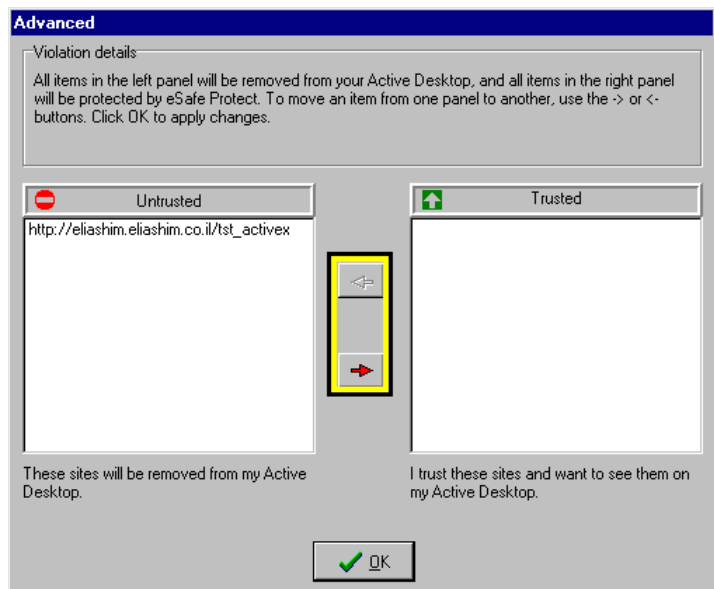 Advanced
Violation details
All items in the left panel will be removed from your Active Desktop, and all items in the right panel
will be protected by eSafe Protect. To move an item from one panel to another, use the -> or <-
buttons. Click OK to apply changes.
Untrusted
Trusted
http://eliashim.eliashim.co.il/tst_activex
These sites will be removed from my Active
Desktop.
I trust these sites and want to see them on
my Active Desktop.
OK